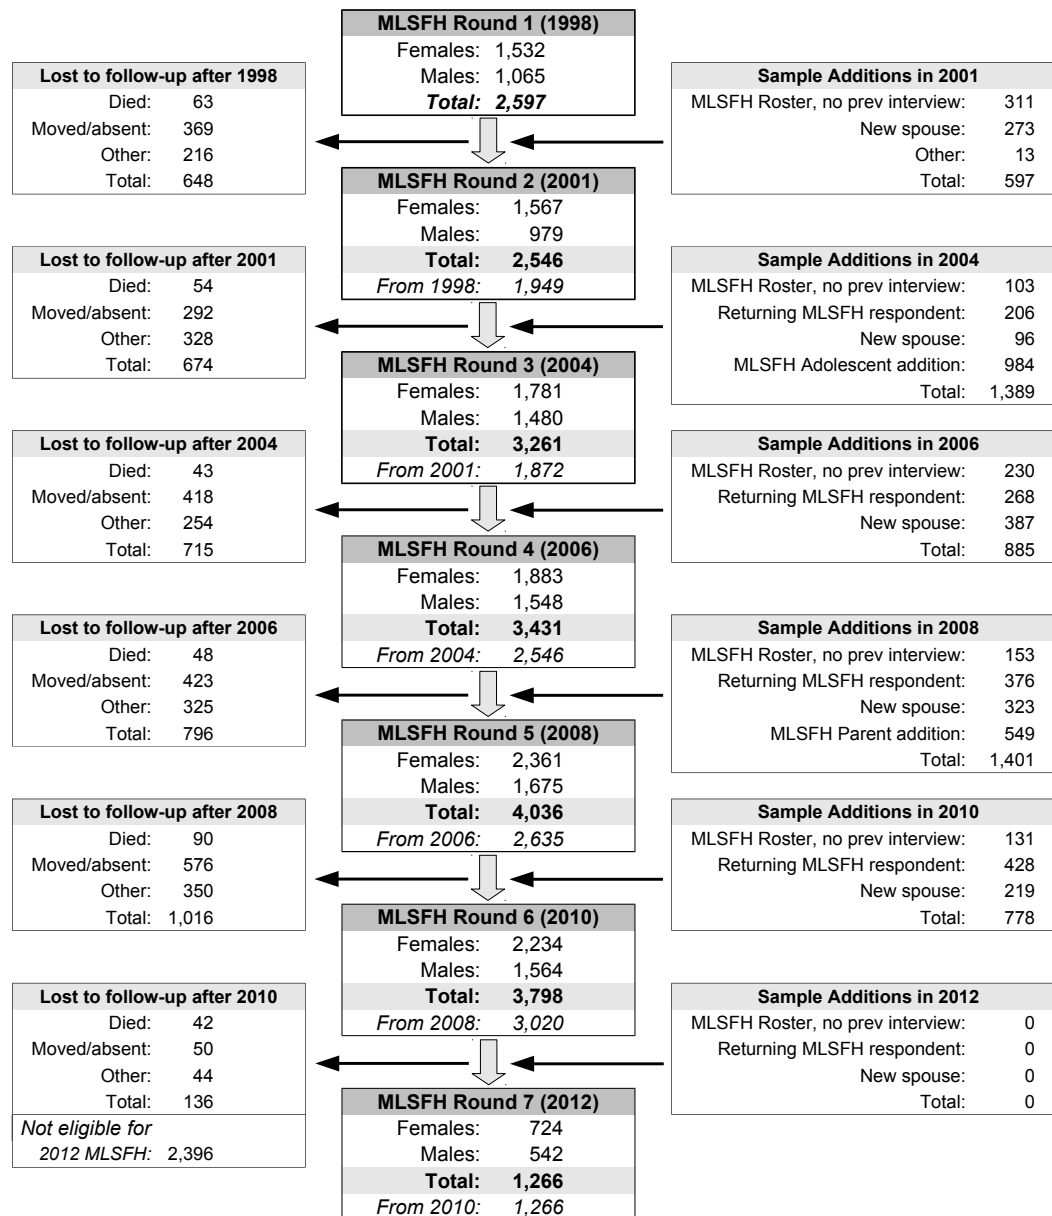 MLSFH Round 1 (1998)
Females: 1,532
Males: 1,065
Total: 2,597
Lost to follow-up after 1998
Died: 63
Moved/absent: 369
Other: 216
Total: 648
Sample Additions in 2001
MLSFH Roster, no prev interview: 311
New spouse: 273
Other: 13
Total: 597
MLSFH Round 2 (2001)
Females: 1,567
Males: 979
Total: 2,546
From 1998: 1,949
Lost to follow-up after 2001
Died: 54
Moved/absent: 292
Other: 328
Total: 674
Sample Additions in 2004
MLSFH Roster, no prev interview: 103
Returning MLSFH respondent: 206
New spouse: 96
MLSFH Adolescent addition: 984
Total: 1,389
MLSFH Round 3 (2004)
Females: 1,781
Males: 1,480
Total: 3,261
From 2001: 1,872
Lost to follow-up after 2004
Died: 43
Moved/absent: 418
Other: 254
Total: 715
Sample Additions in 2006
MLSFH Roster, no prev interview: 230
Returning MLSFH respondent: 268
New spouse: 387
Total: 885
MLSFH Round 4 (2006)
Females: 1,883
Males: 1,548
Total: 3,431
From 2004: 2,546
Lost to follow-up after 2006
Died: 48
Moved/absent: 423
Other: 325
Total: 796
Sample Additions in 2008
MLSFH Roster, no prev interview: 153
Returning MLSFH respondent: 376
New spouse: 323
MLSFH Parent addition: 549
Total: 1,401
MLSFH Round 5 (2008)
Females: 2,361
Males: 1,675
Total: 4,036
From 2006: 2,635
Lost to follow-up after 2008
Died: 90
Moved/absent: 576
Other: 350
Total: 1,016
Sample Additions in 2010
MLSFH Roster, no prev interview: 131
Returning MLSFH respondent: 428
New spouse: 219
Total: 778
MLSFH Round 6 (2010)
Females: 2,234
Males: 1,564
Total: 3,798
From 2008: 3,020
Lost to follow-up after 2010
Died: 42
Moved/absent: 50
Other: 44
Total: 136
Not eligible for
2012 MLSFH: 2,396
Sample Additions in 2012
MLSFH Roster, no prev interview: 0
Returning MLSFH respondent: 0
New spouse: 0
Total: 0
MLSFH Round 7 (2012)
Females: 724
Males: 542
Total: 1,266
From 2010: 1,266